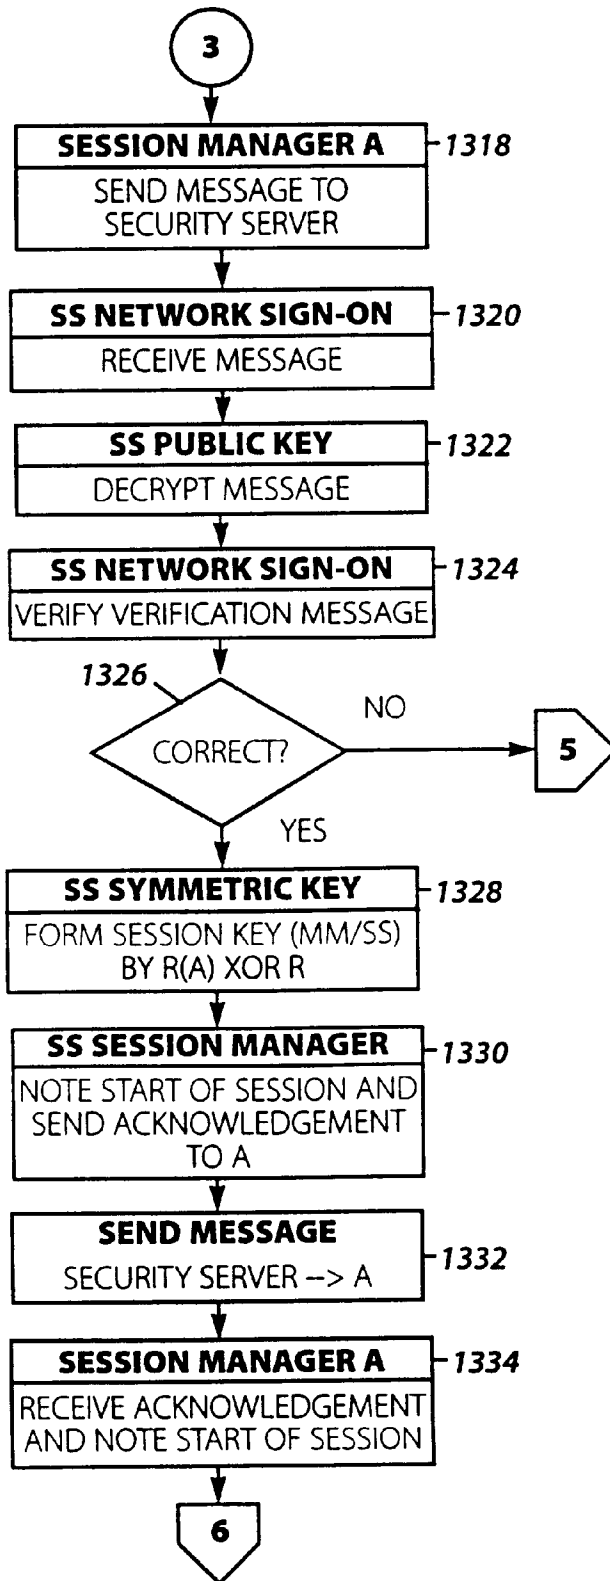 3
SESSION MANAGER A
1318
SEND MESSAGE TO
SECURITY SERVER
SS NETWORK SIGN-ON
1320
RECEIVE MESSAGE
SS PUBLIC KEY
1322
DECRYPT MESSAGE
SS NETWORK SIGN-ON
1324
VERIFY VERIFICATION MESSAGE
1326
CORRECT?
NO
5
YES
SS SYMMETRIC KEY
1328
FORM SESSION KEY (MM/SS)
BY R(A) XOR R
SS SESSION MANAGER
1330
NOTE START OF SESSION AND
SEND ACKNOWLEDGEMENT
TO A
SEND MESSAGE
SECURITY SERVER --> A
1332
SESSION MANAGER A
1334
RECEIVE ACKNOWLEDGEMENT
AND NOTE START OF SESSION
6